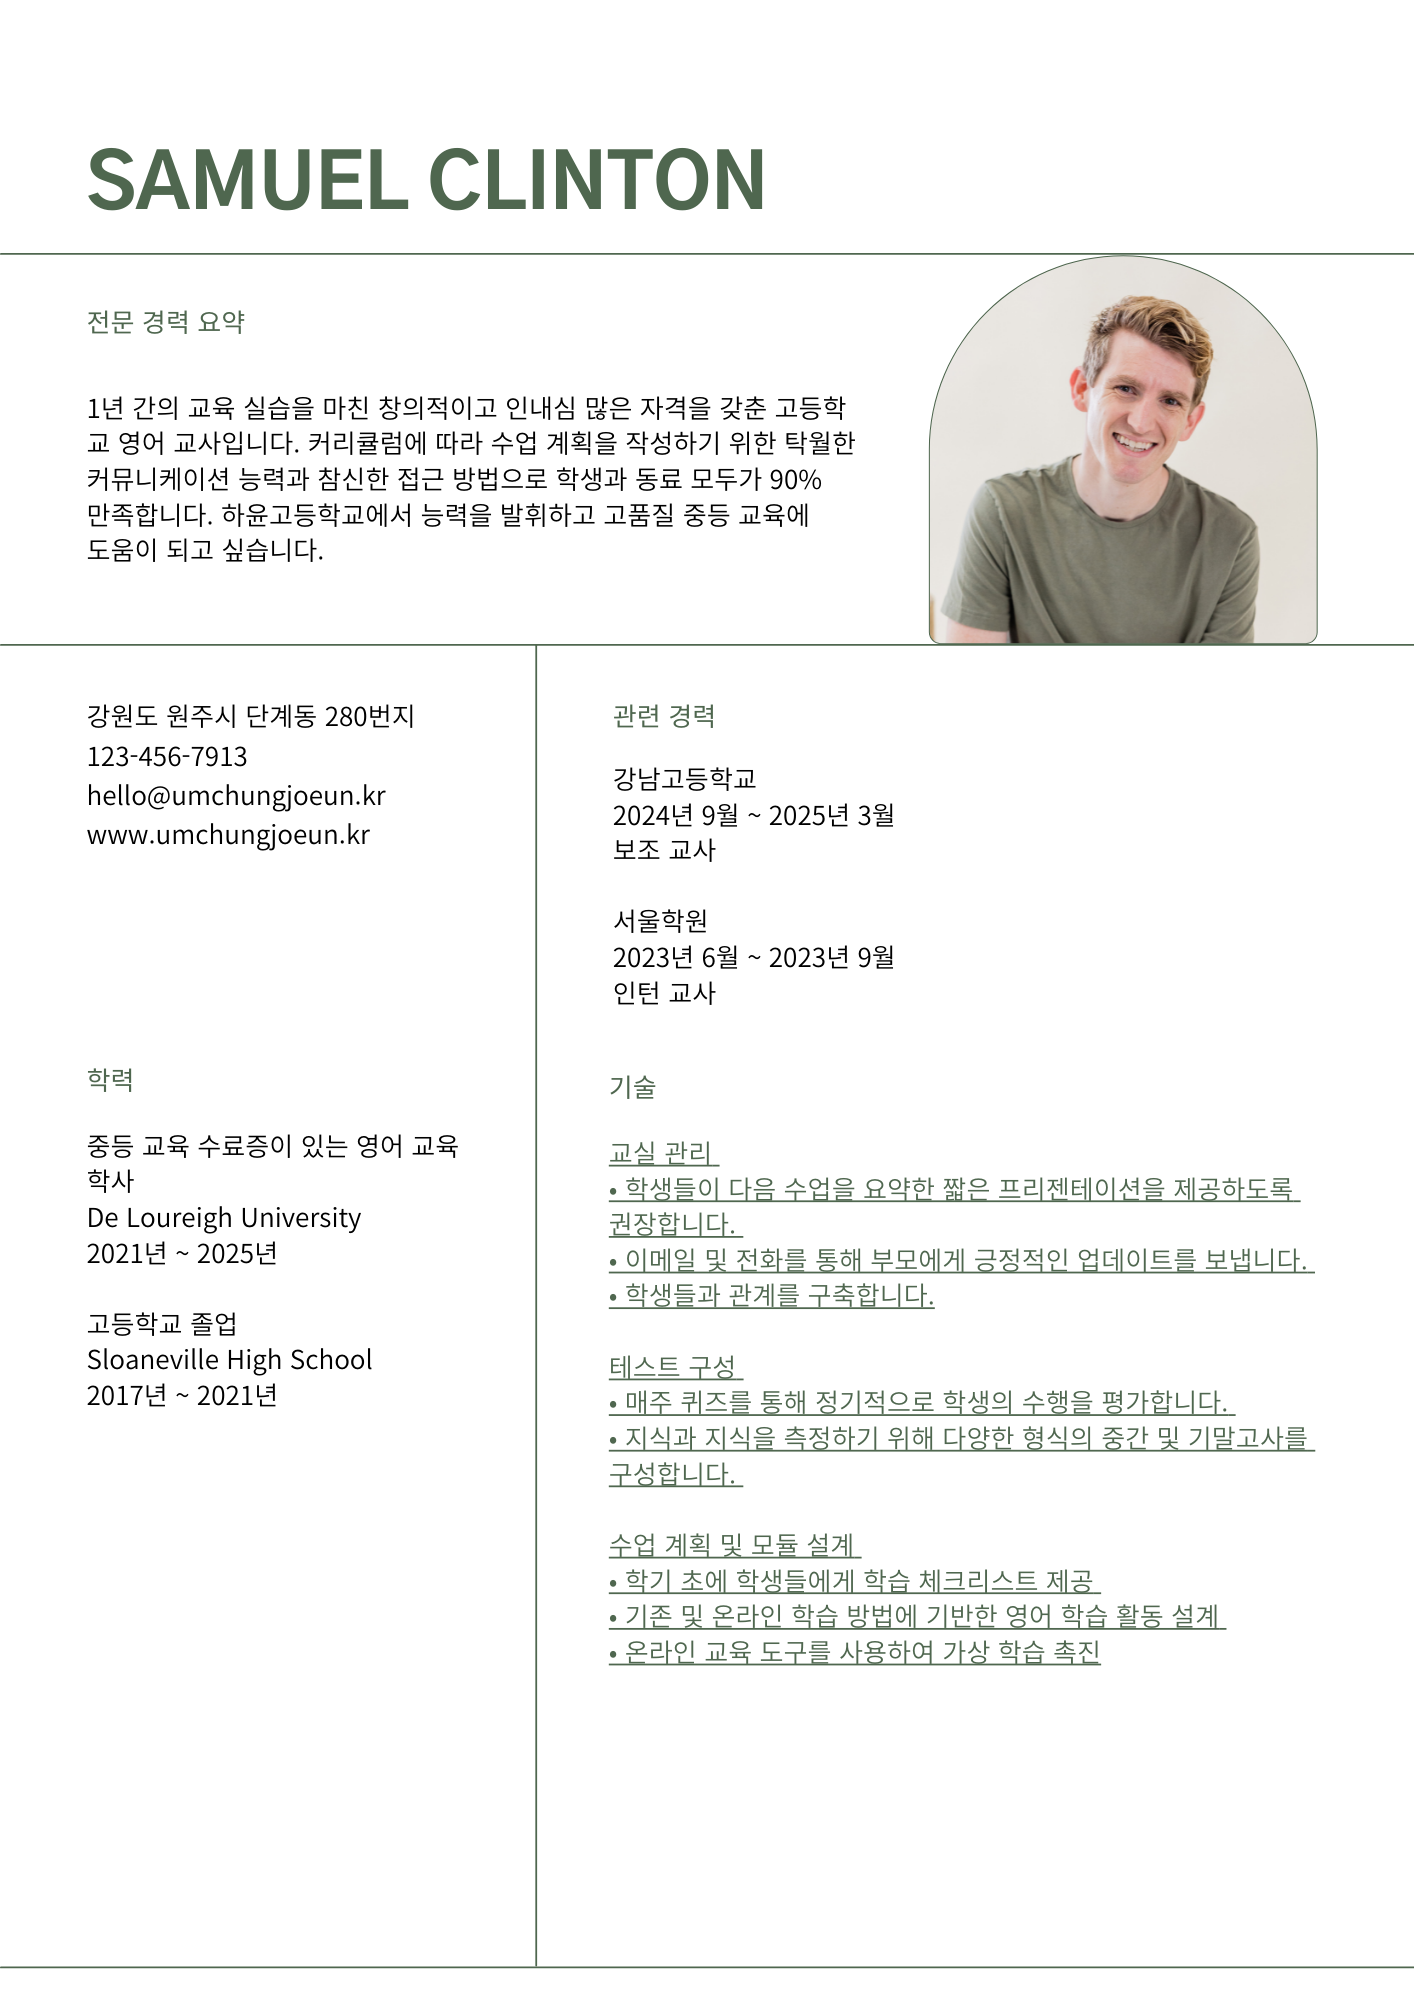 SAMUEL CLINTON
전문 경력 요약
1년 간의 교육 실습을 마친 창의적이고 인내심 많은 자격을 갖춘 고등학
교 영어 교사입니다. 커리큘럼에 따라 수업 계획을 작성하기 위한 탁월한
커뮤니케이션 능력과 참신한 접근 방법으로 학생과 동료 모두가 90%
만족합니다. 하윤고등학교에서 능력을 발휘하고 고품질 중등 교육에
도움이 되고 싶습니다.
강원도 원주시 단계동 280번지
123-456-7913
hello@umchungjoeun.kr
www.umchungjoeun.kr
학력
중등 교육 수료증이 있는 영어 교육
학사
De Loureigh University
2021년 ~ 2025년
고등학교 졸업
Sloaneville High School
2017년 ~ 2021년
관련 경력
강남고등학교
2024년 9월 ~ 2025년 3월
보조 교사
서울학원
2023년 6월 ~ 2023년 9월
인턴 교사
기술
교실 관리
• 학생들이 다음 수업을 요약한 짧은 프리젠테이션을 제공하도록
권장합니다.
• 이메일 및 전화를 통해 부모에게 긍정적인 업데이트를 보냅니다.
• 학생들과 관계를 구축합니다.
테스트 구성
• 매주 퀴즈를 통해 정기적으로 학생의 수행을 평가합니다.
• 지식과 지식을 측정하기 위해 다양한 형식의 중간 및 기말고사를
구성합니다.
수업 계획 및 모듈 설계
• 학기 초에 학생들에게 학습 체크리스트 제공
• 기존 및 온라인 학습 방법에 기반한 영어 학습 활동 설계
• 온라인 교육 도구를 사용하여 가상 학습 촉진